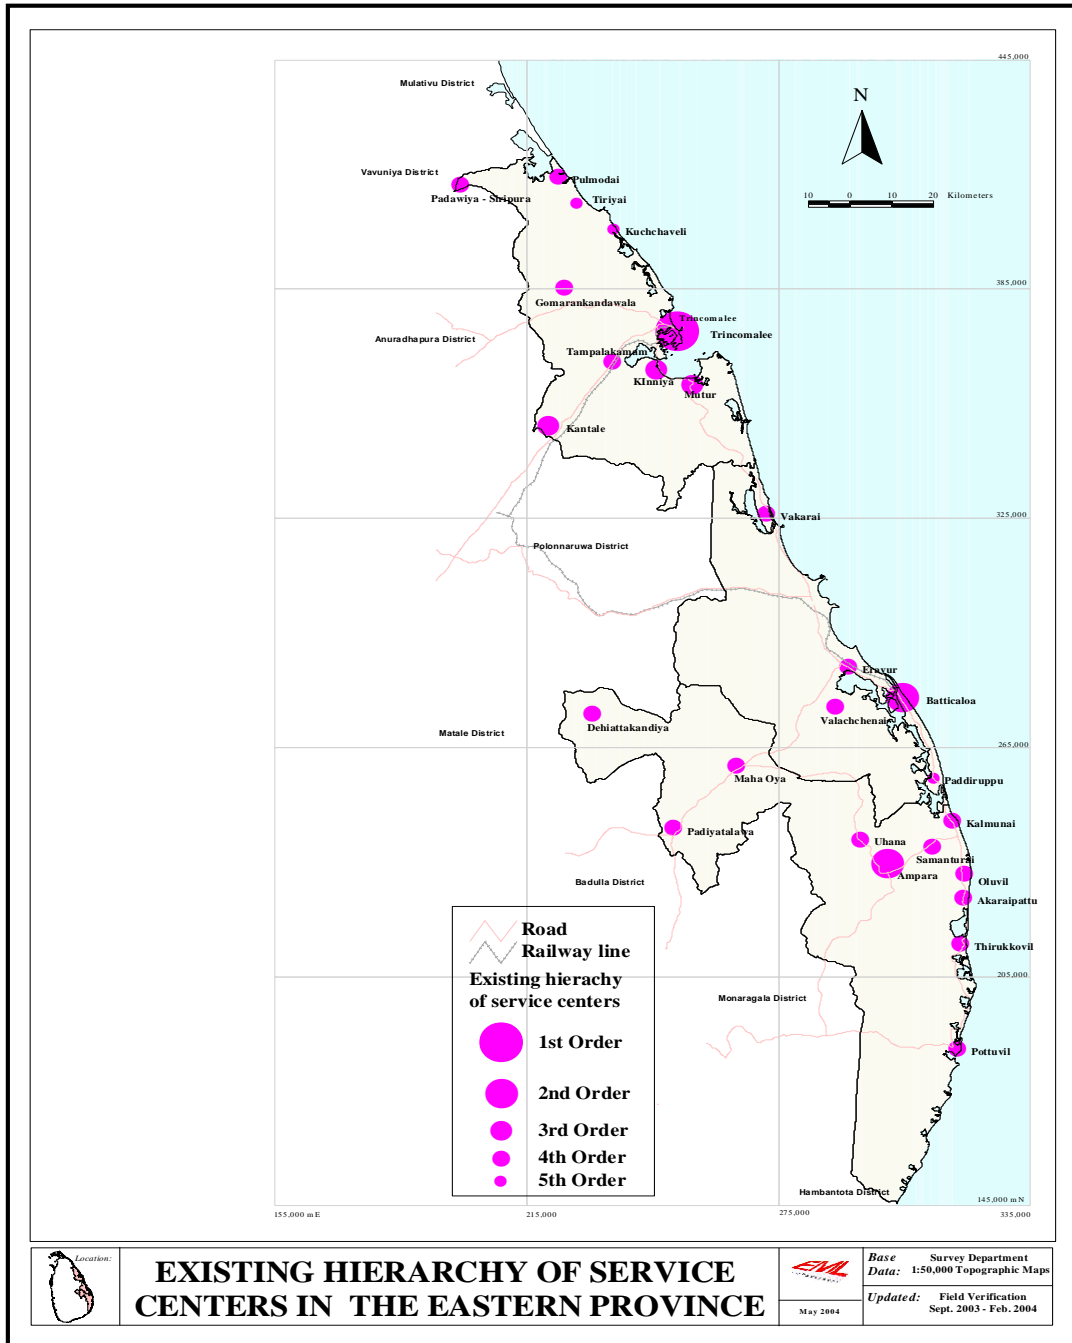 445,000
Mulativu District
N
Vavuniya District
Pulmodai
Padawiya - Sripura
Tiriyai
10 0 10 20 Kilometers
Kuchchaveli
385,000
Gomarankandawala
Trincomalee
Trincomalee
Anuradhapura District
Tampalakamam
KInniya
Mutur
Kantale
325,000
Vakarai
Polonnaruwa District
Eravur
Batticaloa
Valachchenai
Dehiattakandiya
Matale District
265,000
Maha Oya
Paddiruppu
Kalmunai
Padiyatalawa
Uhana
Samanturai
Ampara
Oluvil
Badulla District
Akaraipattu
Thirukkovil
205,000
Monaragala District
Pottuvil
Road
Railway line
Existing hierachy
of service centers
1st Order
2nd Order
3rd Order
4th Order
5th Order
Hambantota District
145,000 m N
155,000 m E
215,000
275,000
335,000
Location:
EXISTING HIERARCHY OF SERVICE
CENTERS IN THE EASTERN PROVINCE
EML
May 2004
Base Data:
Survey Department
1:50,000 Topographic Maps
Updated:
Field Verification
Sept. 2003 - Feb. 2004